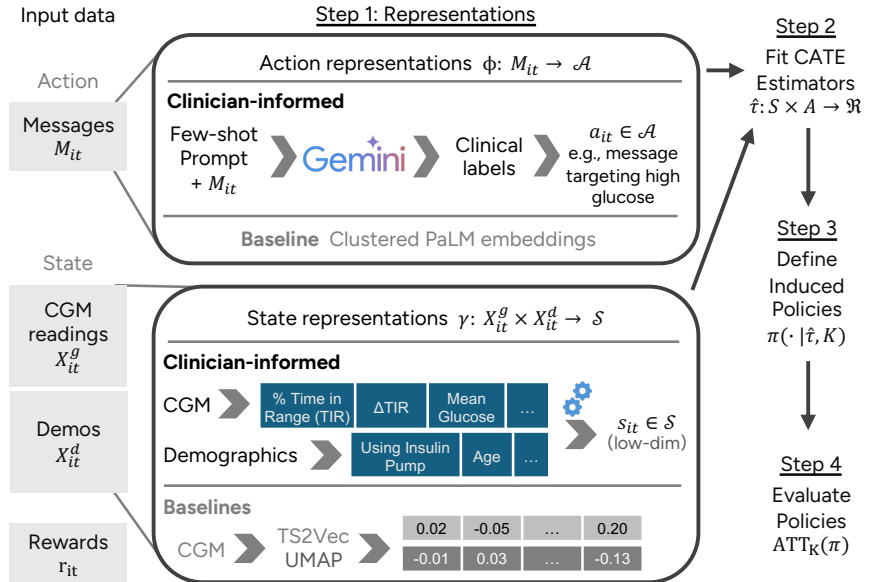 Input data
Step 1: Representations
Action
Messages
M_it
Action representations ϕ: M_it → 𝒜
Clinician-informed
Few-shot
Prompt
+ M_it
Gemini
Clinical
labels
a_it ∈ 𝒜
e.g., message
targeting high
glucose
Baseline Clustered PaLM embeddings
State
CGM
readings
X_it^g
Demos
X_it^d
Rewards
r_it
State representations γ: X_it^g × X_it^d → 𝒮
Clinician-informed
CGM
% Time in
Range (TIR)
ΔTIR
Mean
Glucose
...
Demographics
Using Insulin
Pump
Age
...
s_it ∈ 𝒮
(low-dim)
Baselines
CGM
TS2Vec
UMAP
0.02 -0.05 ... 0.20
-0.01 0.03 ... -0.13
Step 2
Fit CATE
Estimators
τ̂: S × A → ℜ
Step 3
Define
Induced
Policies
π(· |τ̂, K)
Step 4
Evaluate
Policies
ATT_K(π)